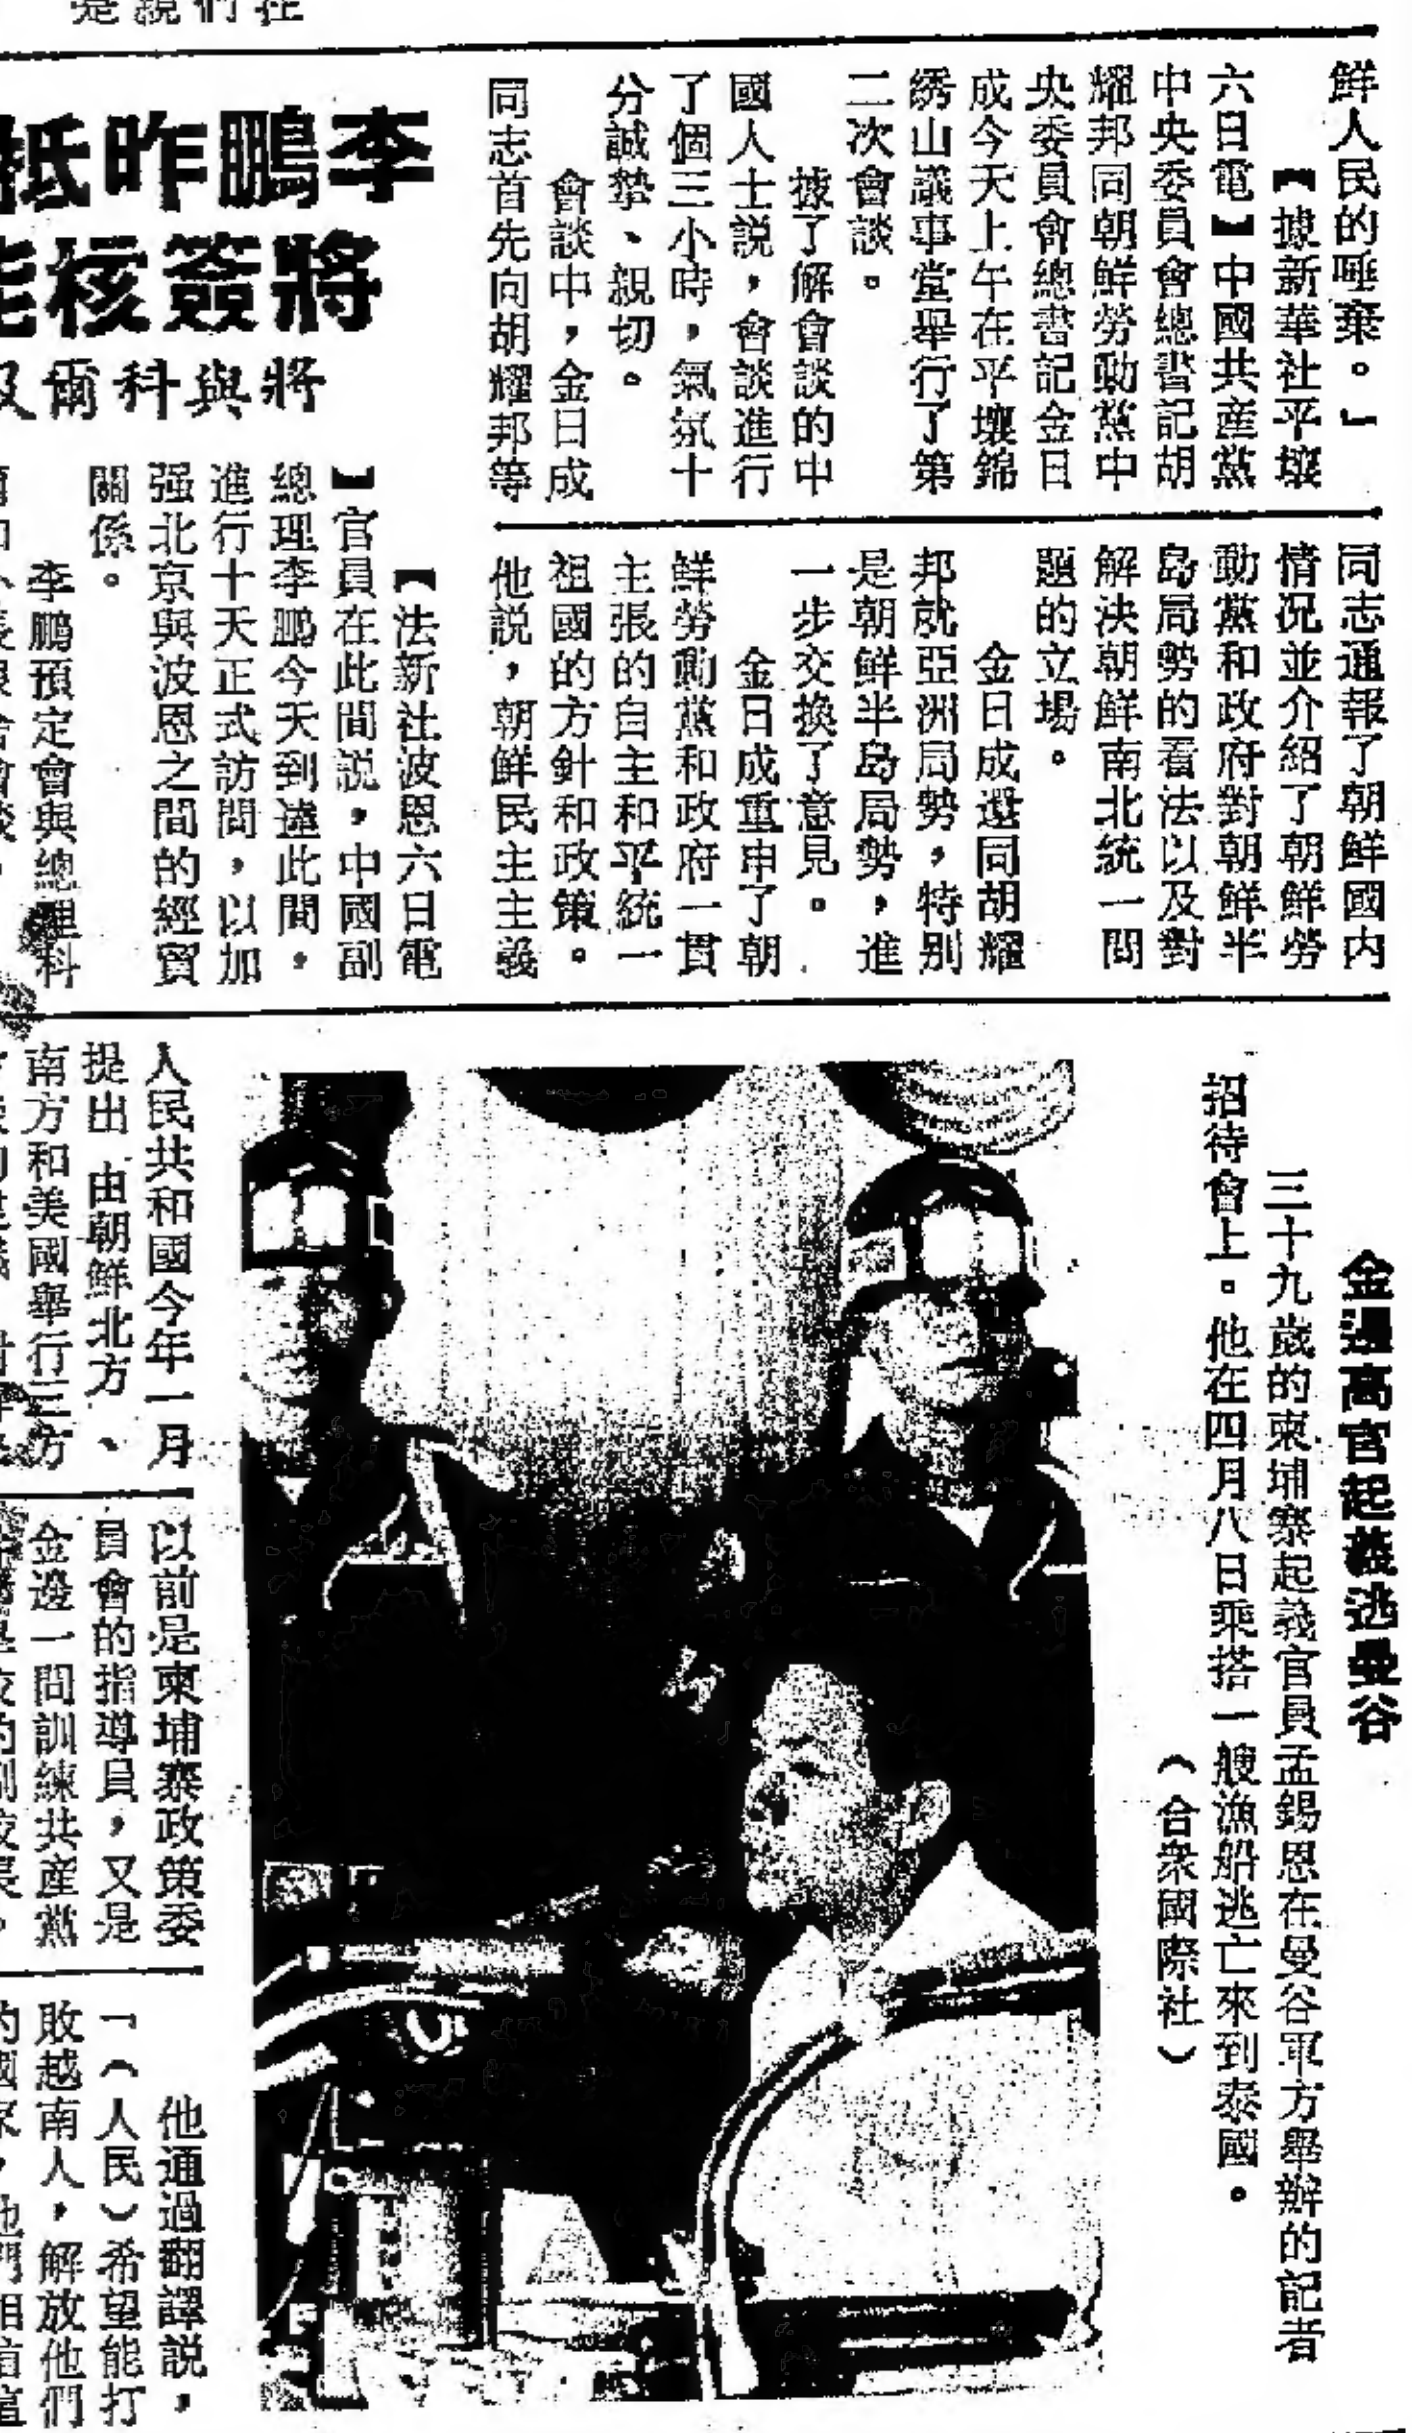 鮮人民的唾棄。」
【據新華社平壤
六日電】中國共產黨
中央委員會總書記胡
耀邦同朝鮮勞動黨中
央委員會總書記金日
成今天上午在平壤錦
綉山議事堂舉行了第
二次會談。
據了解會談的中
國人士説,會談進行
了個三小時,氣氛十
分誠摯、親切。
會談中,金日成
同志首先向胡耀邦等
同志通報了朝鮮國内
情況並介紹了朝鮮勞
動黨和政府對朝鮮半
島局勢的看法以及對
解決朝鮮南北統一問
題的立場。
金日成還同胡耀
邦就亞洲局勢,特別
是朝鮮半島局勢,進
一步交換了意見。
金日成重申了朝
鮮勞動黨和政府一貫
主張的自主和平統一
祖國的方針和政策。
他説,朝鮮民主主義
人民共和國今年一月
提出由朝鮮北方、
南方和美國舉行三方
李鵬昨抵
將簽核能
將與科爾
【法新社波恩六日電
】官員在此間説,中國副
總理李鵬今天到達此間,
進行十天正式訪問,以加
强北京與波恩之間的經貿
關係。
李鵬預定會與總理科
金邊高官起義逃曼谷
三十九歲的柬埔寨起義官員孟錫恩在曼谷軍方舉辦的記者
招待會上。他在四月八日乘搭一艘漁船逃亡來到泰國。
(合衆國際社)
以前是柬埔寨政策委
員會的指導員,又是
金邊一間訓練共產黨
他通過翻譯説,
「(人民)希望能打
敗越南人,解放他們